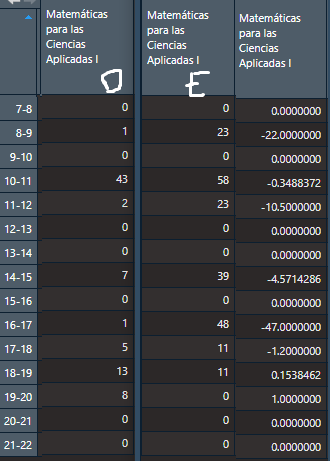 Matemáticas para las Ciencias Aplicadas I O Matemáticas para las Ciencias Aplicadas I E Matemáticas para las Ciencias Aplicadas I
7-8 0 0 0.0000000
8-9 1 23 -22.0000000
9-10 0 0 0.0000000
10-11 43 58 -0.3488372
11-12 2 23 -10.5000000
12-13 0 0 0.0000000
13-14 0 0 0.0000000
14-15 7 39 -4.5714286
15-16 0 0 0.0000000
16-17 1 48 -47.0000000
17-18 5 11 -1.2000000
18-19 13 11 0.1538462
19-20 8 0 1.0000000
20-21 0 0 0.0000000
21-22 0 0 0.0000000